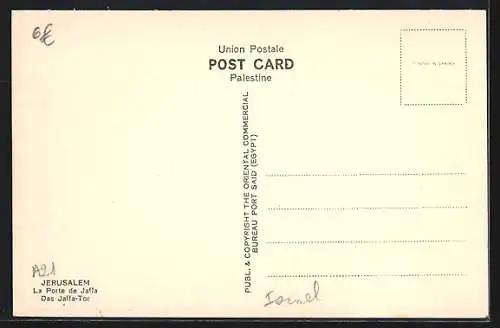 6£
Union Postale
POST CARD
Palestine
PUBL. & COPYRIGHT THE ORIENTAL COMMERCIAL
BUREAU PORT SAID (EGYPT)
A21
JERUSALEM
La Porte de Jaffa
Das Jaffa-Tor
Israel